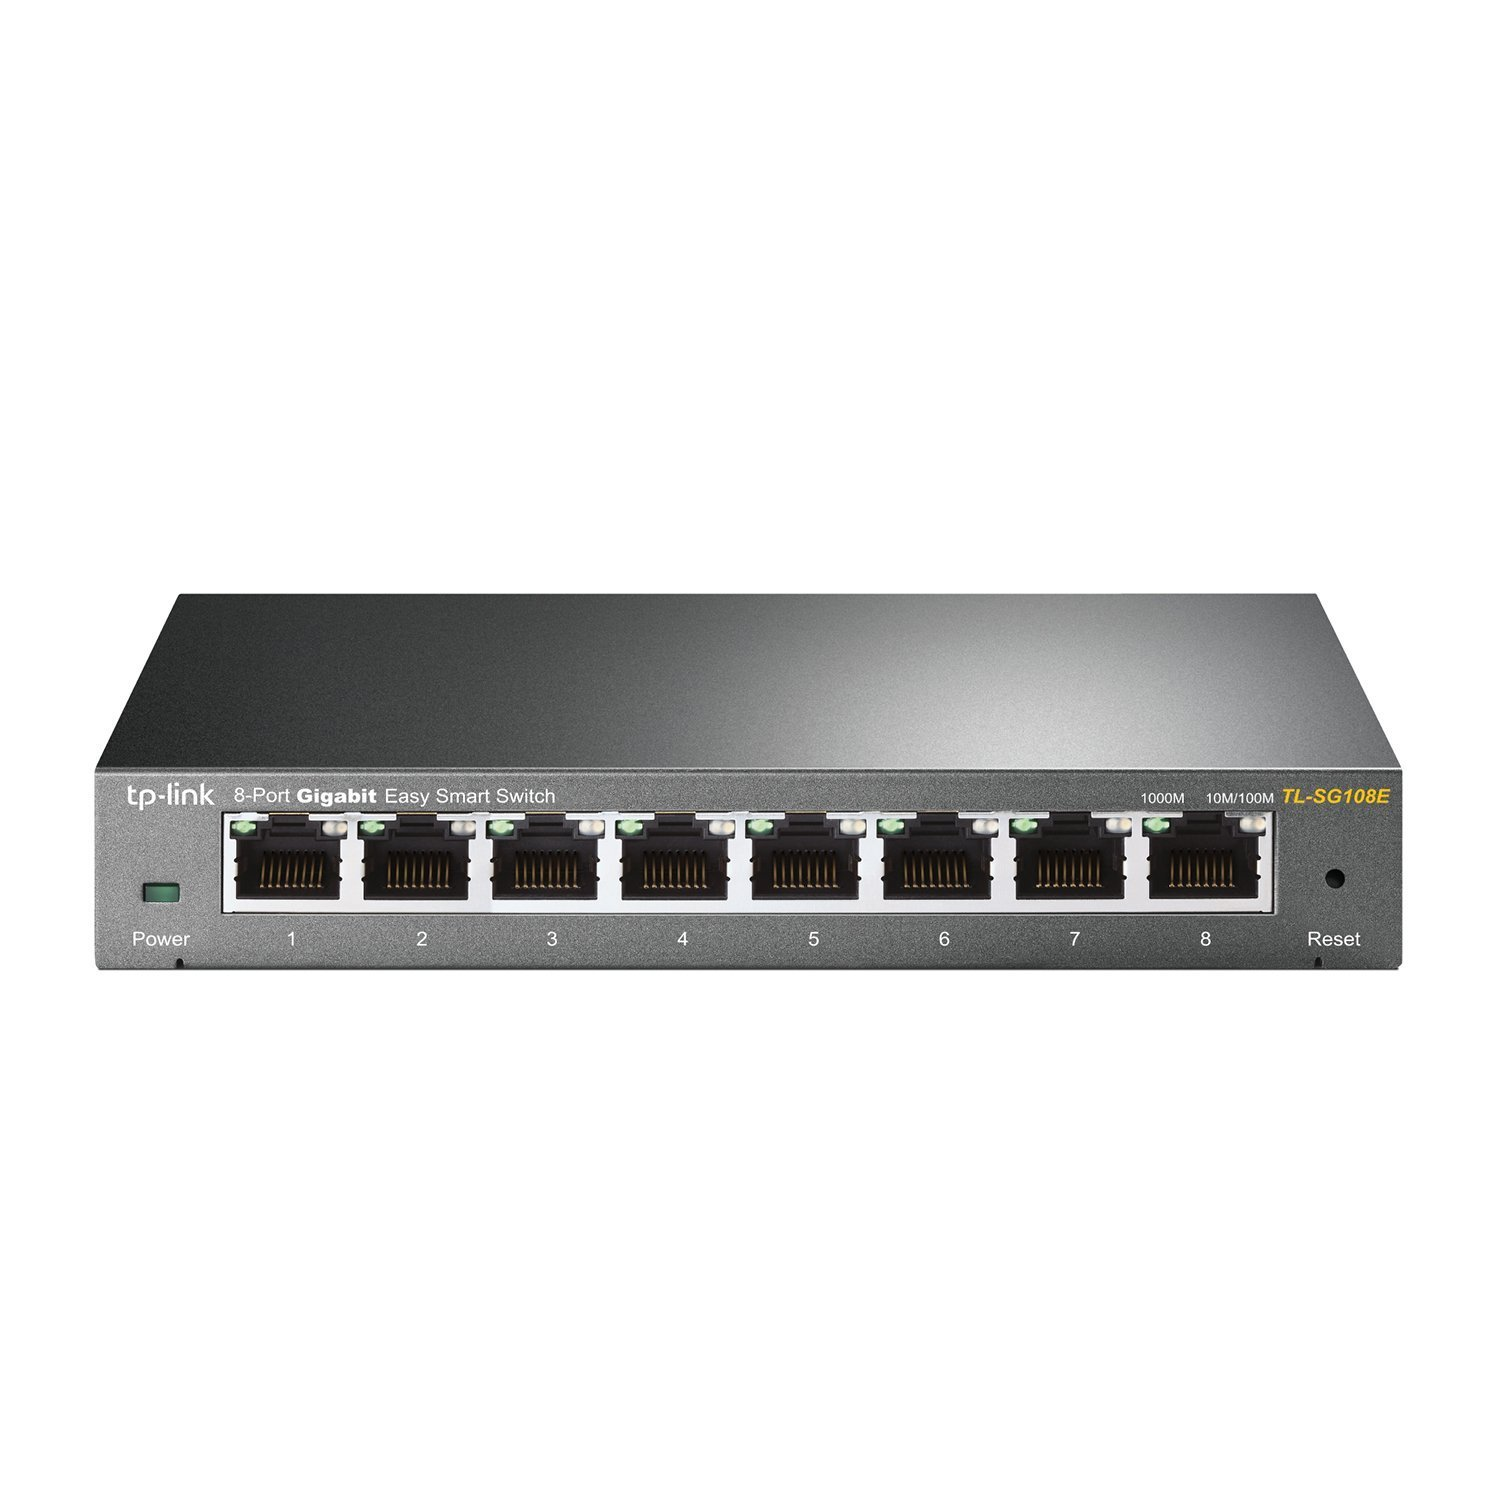 tp-link 8-Port Gigabit Easy Smart Switch 1000M 10M/100M TL-SG108E
Power 1 2 3 4 5 6 7 8 Reset